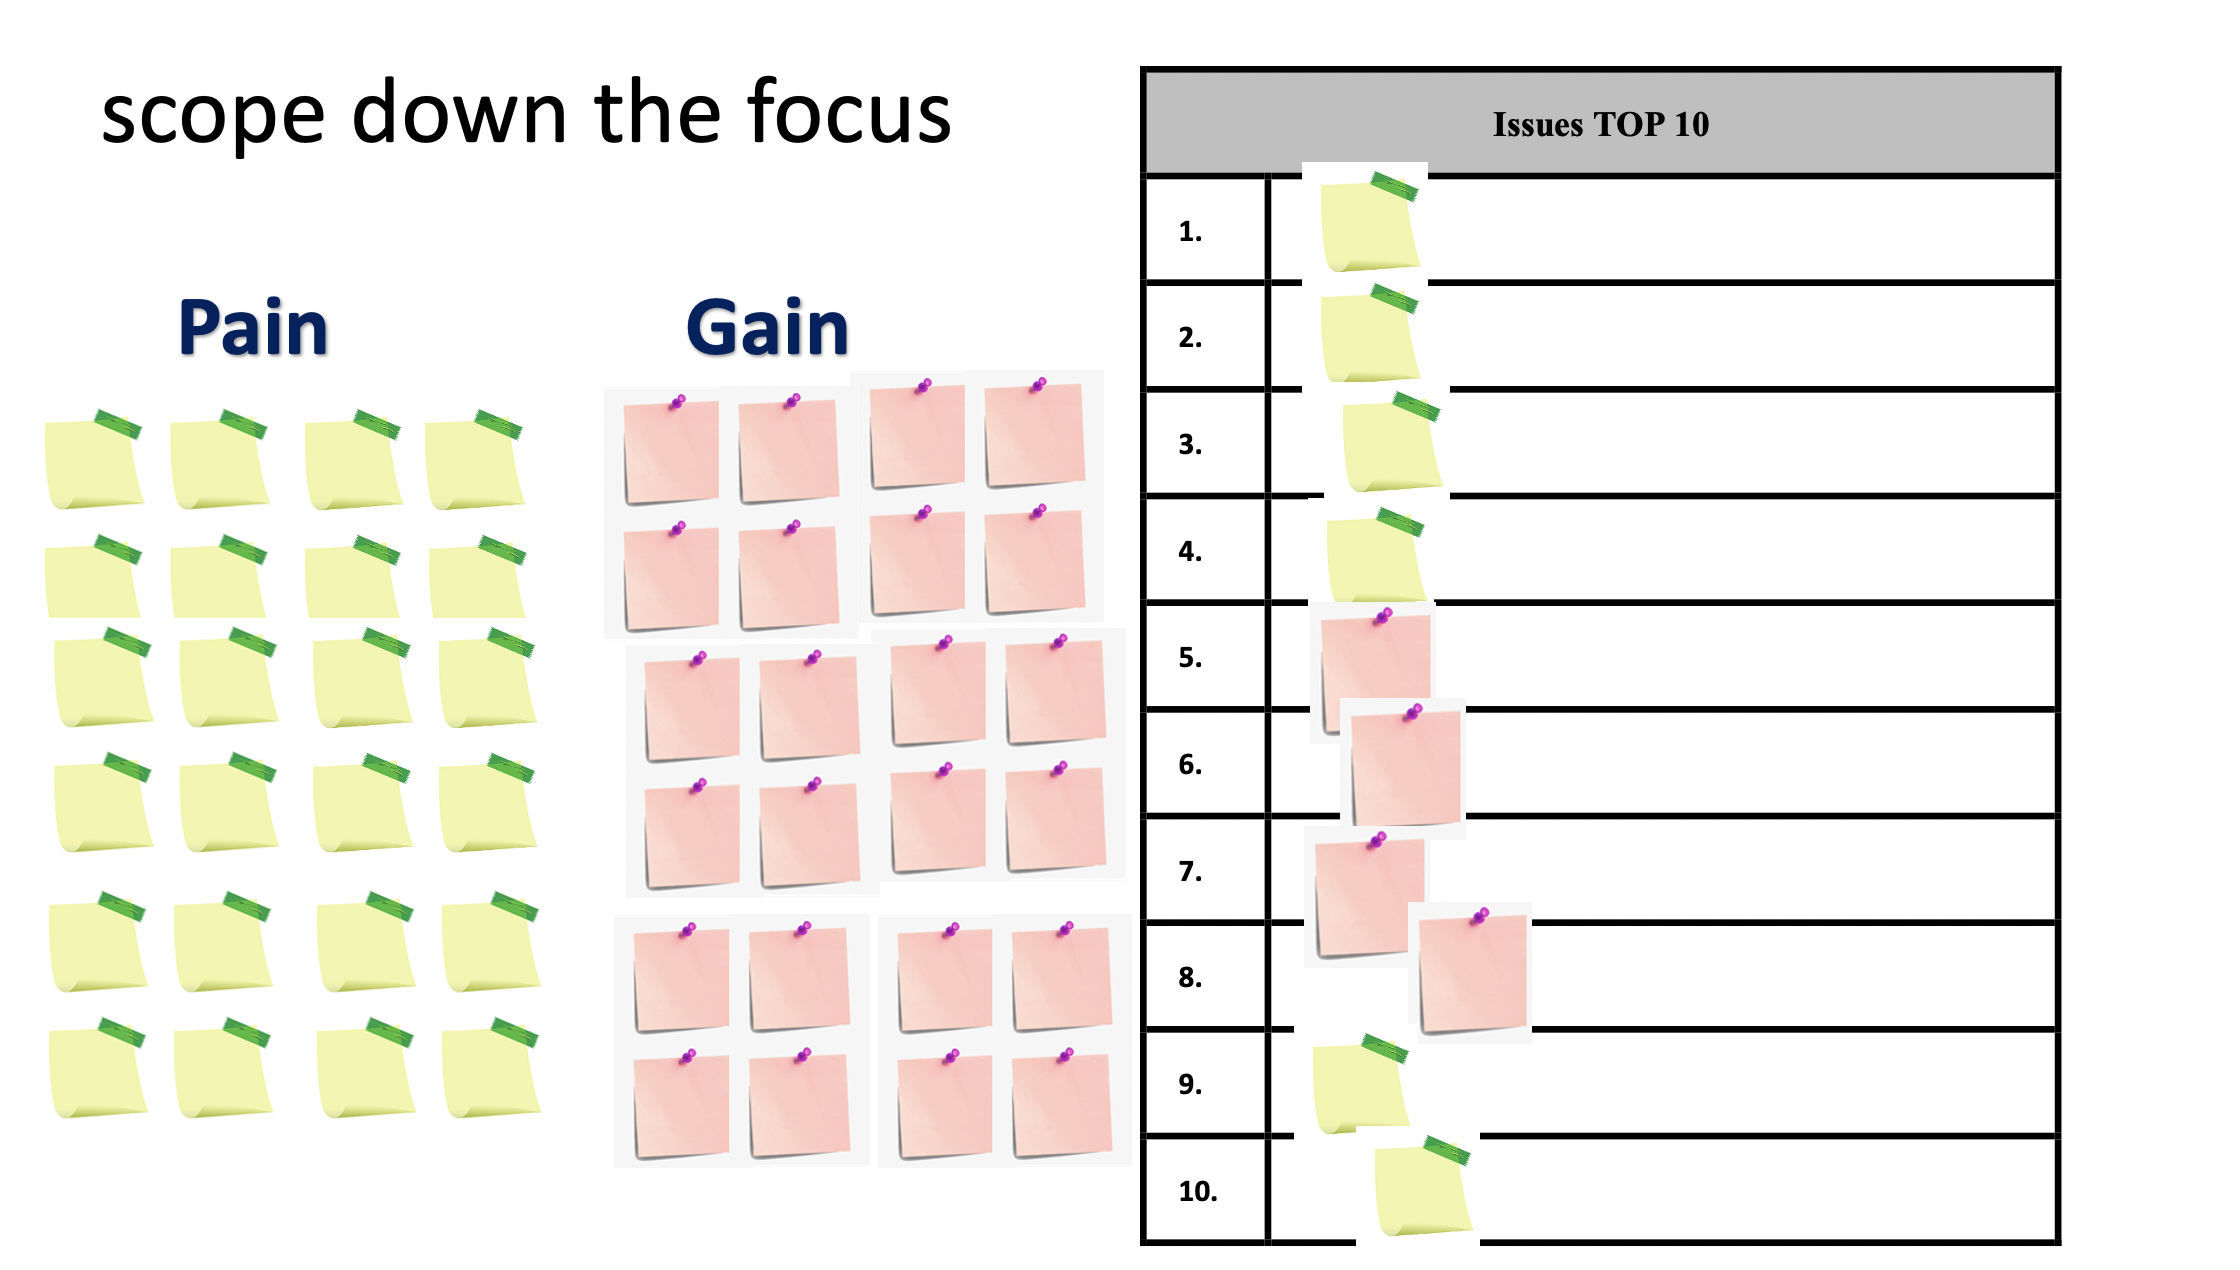 scope down the focus
Pain
Gain
Issues TOP 10
1.
2.
3.
4.
5.
6.
7.
8.
9.
10.